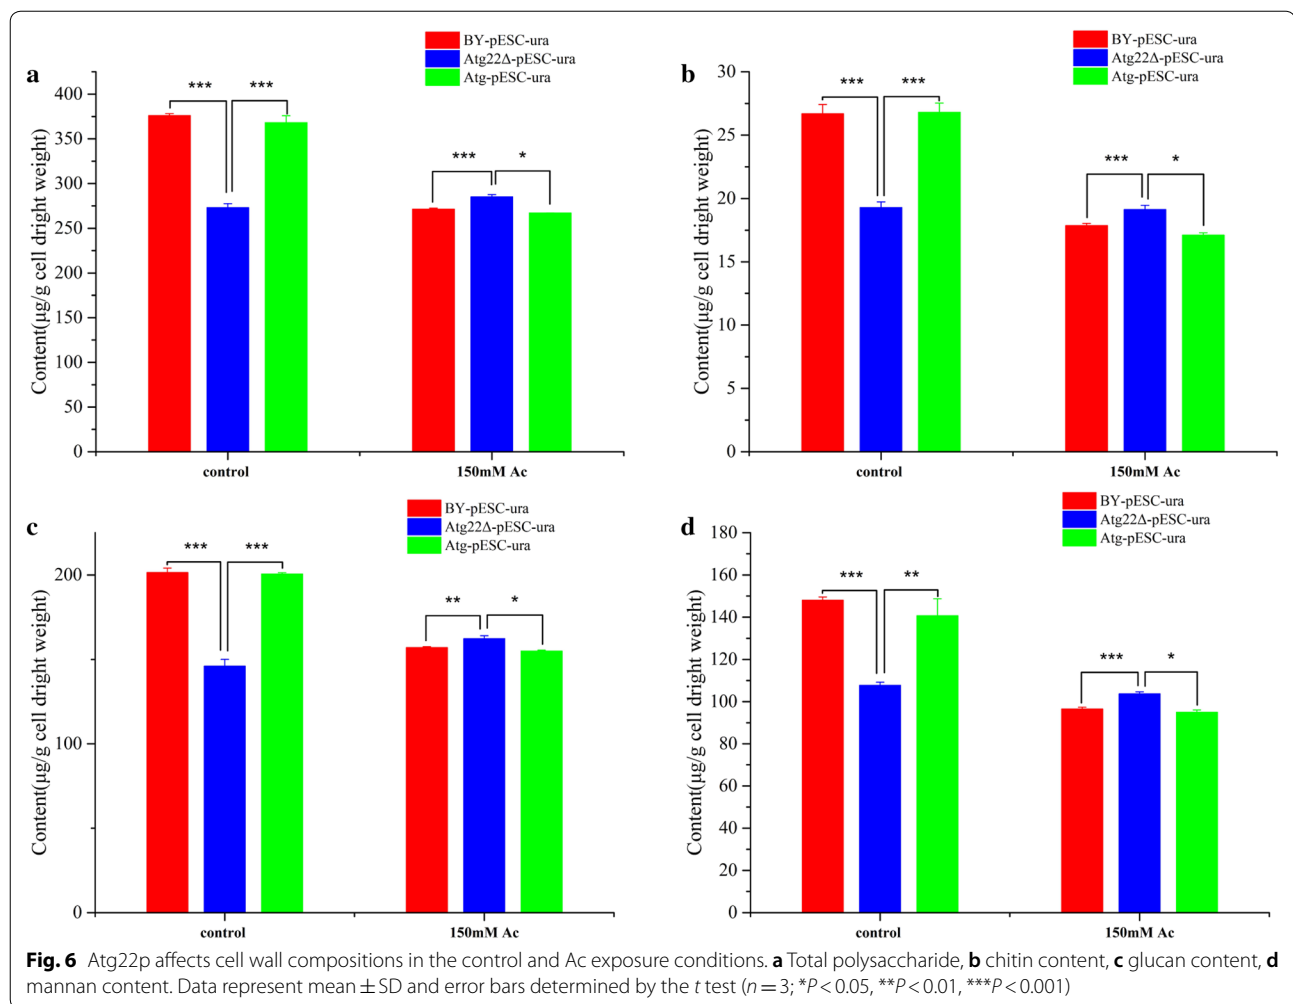 a
BY-pESC-ura
Atg22Δ-pESC-ura
Atg-pESC-ura
Content(μg/g cell dright weight)
400
350
300
250
200
150
100
50
0
*** ***
*** *
control 150mM Ac
b
BY-pESC-ura
Atg22Δ-pESC-ura
Atg-pESC-ura
Content(μg/g cell dright weight)
30
25
20
15
10
5
0
*** ***
*** *
control 150mM Ac
c
BY-pESC-ura
Atg22Δ-pESC-ura
Atg-pESC-ura
Content(μg/g cell dright weight)
200
100
0
*** ***
** *
control 150mM Ac
d
BY-pESC-ura
Atg22Δ-pESC-ura
Atg-pESC-ura
Content(μg/g cell dright weight)
180
160
140
120
100
80
60
40
20
0
*** **
*** *
control 150mM Ac
Fig. 6 Atg22p affects cell wall compositions in the control and Ac exposure conditions. a Total polysaccharide, b chitin content, c glucan content, d
mannan content. Data represent mean ± SD and error bars determined by the t test (n = 3; *P < 0.05, **P < 0.01, ***P < 0.001)